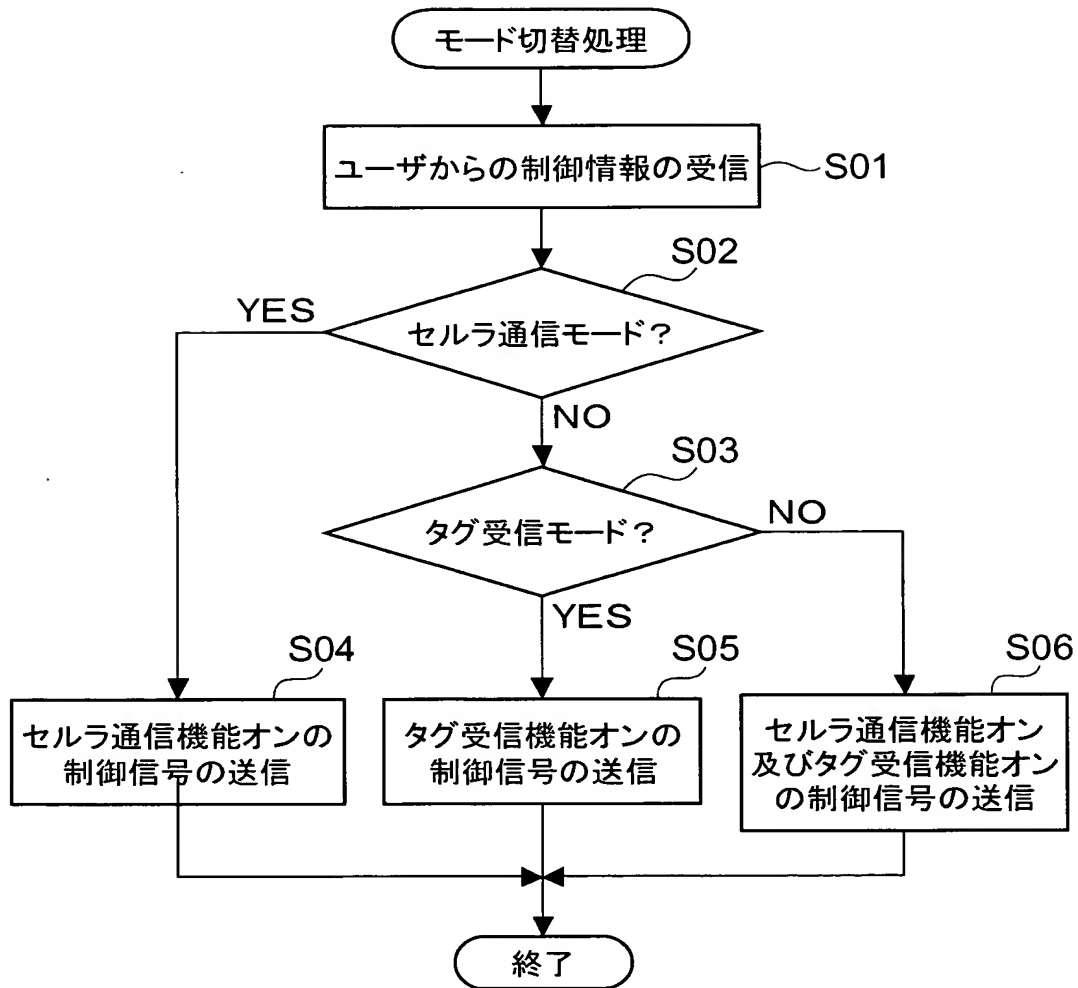 モード切替処理
ユーザからの制御情報の受信
S01
S02
YES
セルラ通信モード?
NO
S03
タグ受信モード?
NO
YES
S04
セルラ通信機能オンの
制御信号の送信
S05
タグ受信機能オンの
制御信号の送信
S06
セルラ通信機能オン
及びタグ受信機能オン
の制御信号の送信
終了